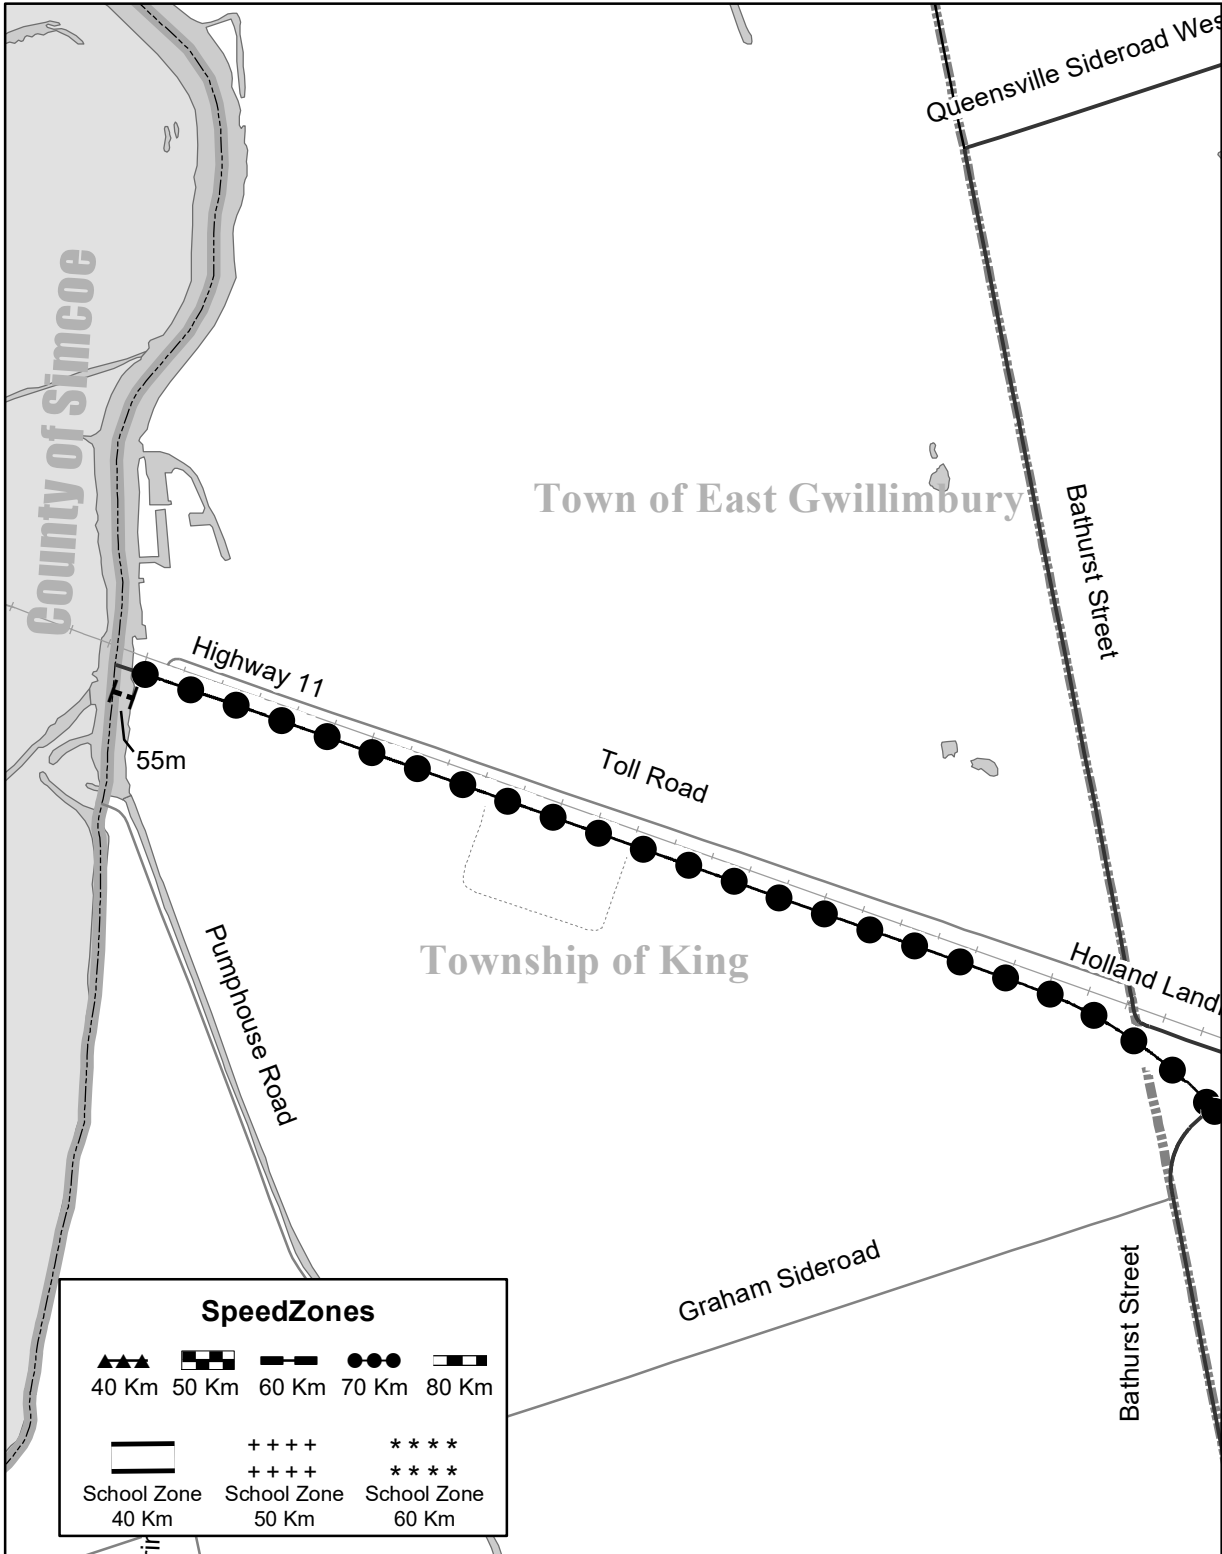 Queensville Sideroad Wes
County of Simcoe
Town of East Gwillimbury
Bathurst Street
Highway 11
55m
Toll Road
Township of King
Holland Landi
Pumphouse Road
Graham Sideroad
Bathurst Street
SpeedZones
40 Km 50 Km 60 Km 70 Km 80 Km
School Zone School Zone School Zone
40 Km 50 Km 60 Km